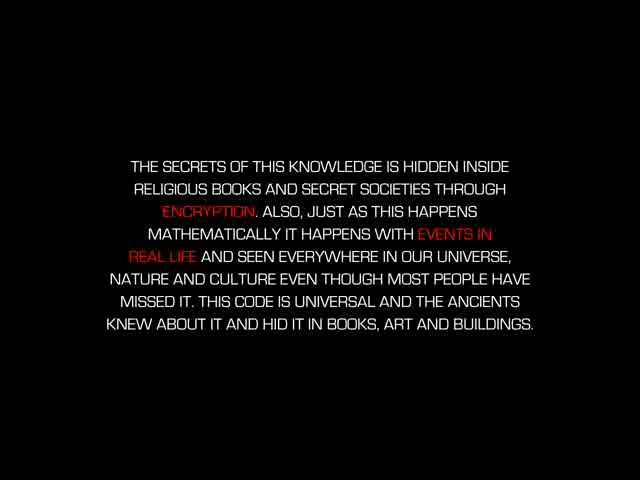 THE SECRETS OF THIS KNOWLEDGE IS HIDDEN INSIDE
RELIGIOUS BOOKS AND SECRET SOCIETIES THROUGH
ENCRYPTION. ALSO, JUST AS THIS HAPPENS
MATHEMATICALLY IT HAPPENS WITH EVENTS IN
REAL LIFE AND SEEN EVERYWHERE IN OUR UNIVERSE,
NATURE AND CULTURE EVEN THOUGH MOST PEOPLE HAVE
MISSED IT. THIS CODE IS UNIVERSAL AND THE ANCIENTS
KNEW ABOUT IT AND HID IT IN BOOKS, ART AND BUILDINGS.